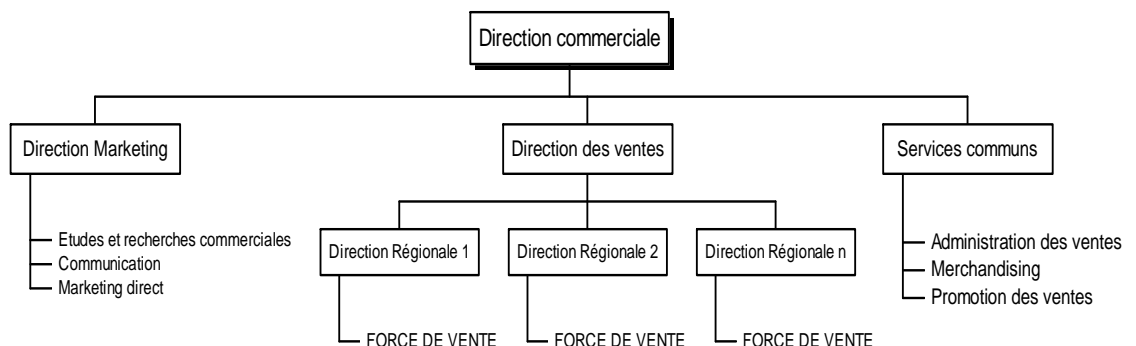 Direction commerciale
Direction Marketing
Direction des ventes
Services communs
Etudes et recherches commerciales
Communication
Marketing direct
Direction Régionale 1
Direction Régionale 2
Direction Régionale n
Administration des ventes
Merchandising
Promotion des ventes
FORCE DE VENTE
FORCE DE VENTE
FORCE DE VENTE